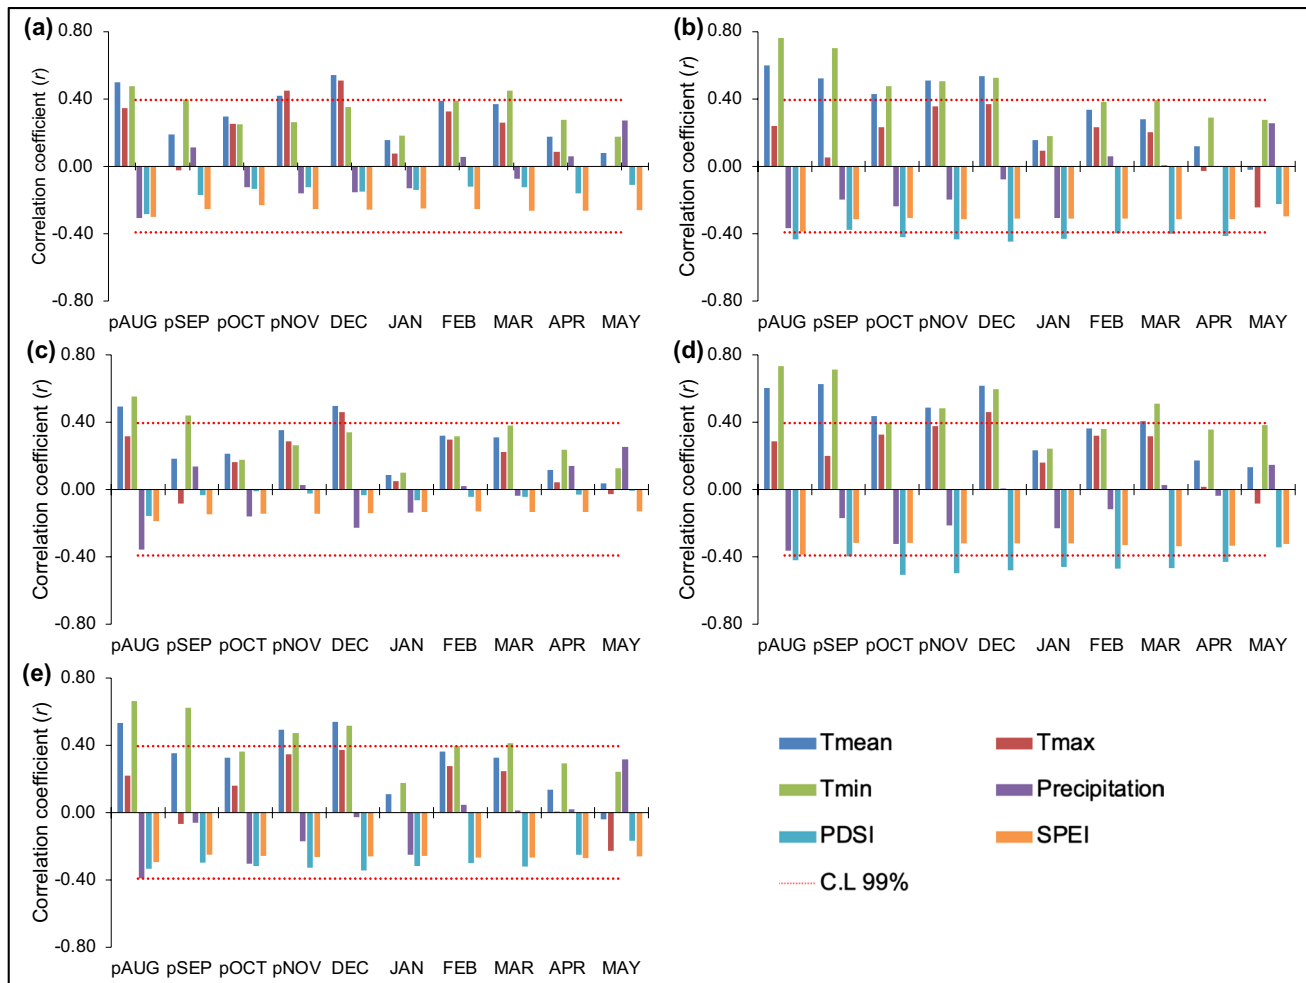 (a)
Correlation coefficient (r)
0.80
0.40
0.00
-0.40
-0.80
pAUG pSEP pOCT pNOV DEC JAN FEB MAR APR MAY
(b)
Correlation coefficient (r)
0.80
0.40
0.00
-0.40
-0.80
pAUG pSEP pOCT pNOV DEC JAN FEB MAR APR MAY
(c)
Correlation coefficient (r)
0.80
0.40
0.00
-0.40
-0.80
pAUG pSEP pOCT pNOV DEC JAN FEB MAR APR MAY
(d)
Correlation coefficient (r)
0.80
0.40
0.00
-0.40
-0.80
pAUG pSEP pOCT pNOV DEC JAN FEB MAR APR MAY
(e)
Correlation coefficient (r)
0.80
0.40
0.00
-0.40
-0.80
pAUG pSEP pOCT pNOV DEC JAN FEB MAR APR MAY
Tmean Tmax
Tmin Precipitation
PDSI SPEI
C.L 99%